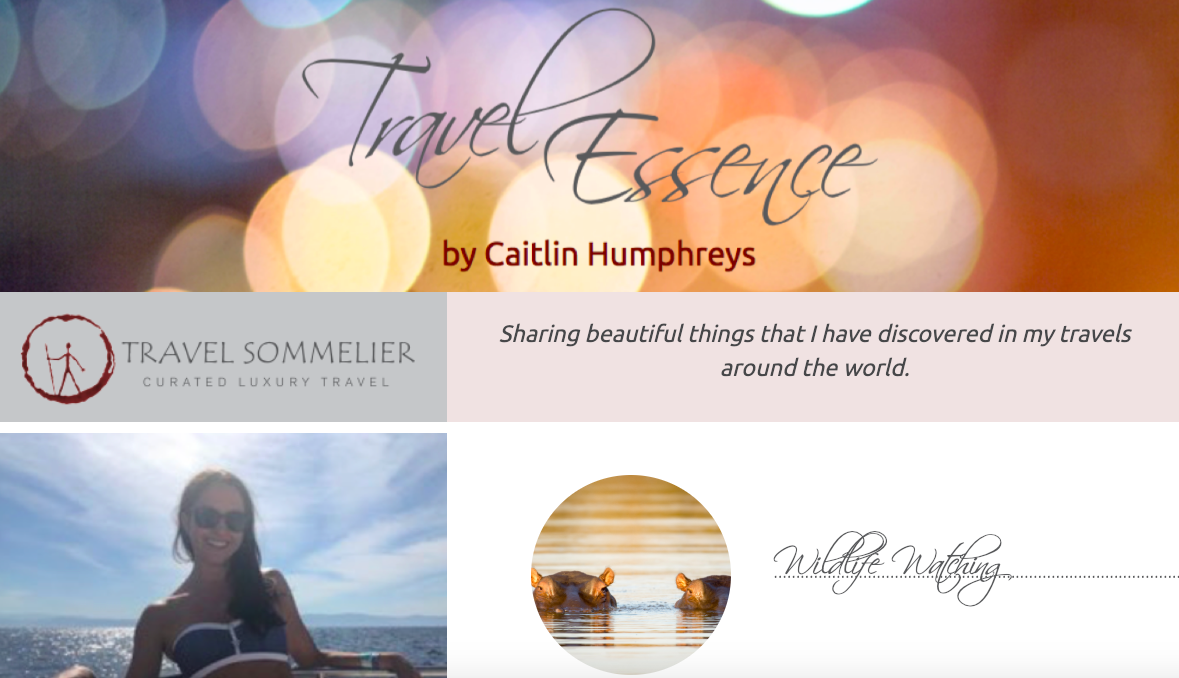 Travel Essence
by Caitlin Humphreys
TRAVEL SOMMELIER
CURATED LUXURY TRAVEL
Sharing beautiful things that I have discovered in my travels
around the world.
Wildlife Watching